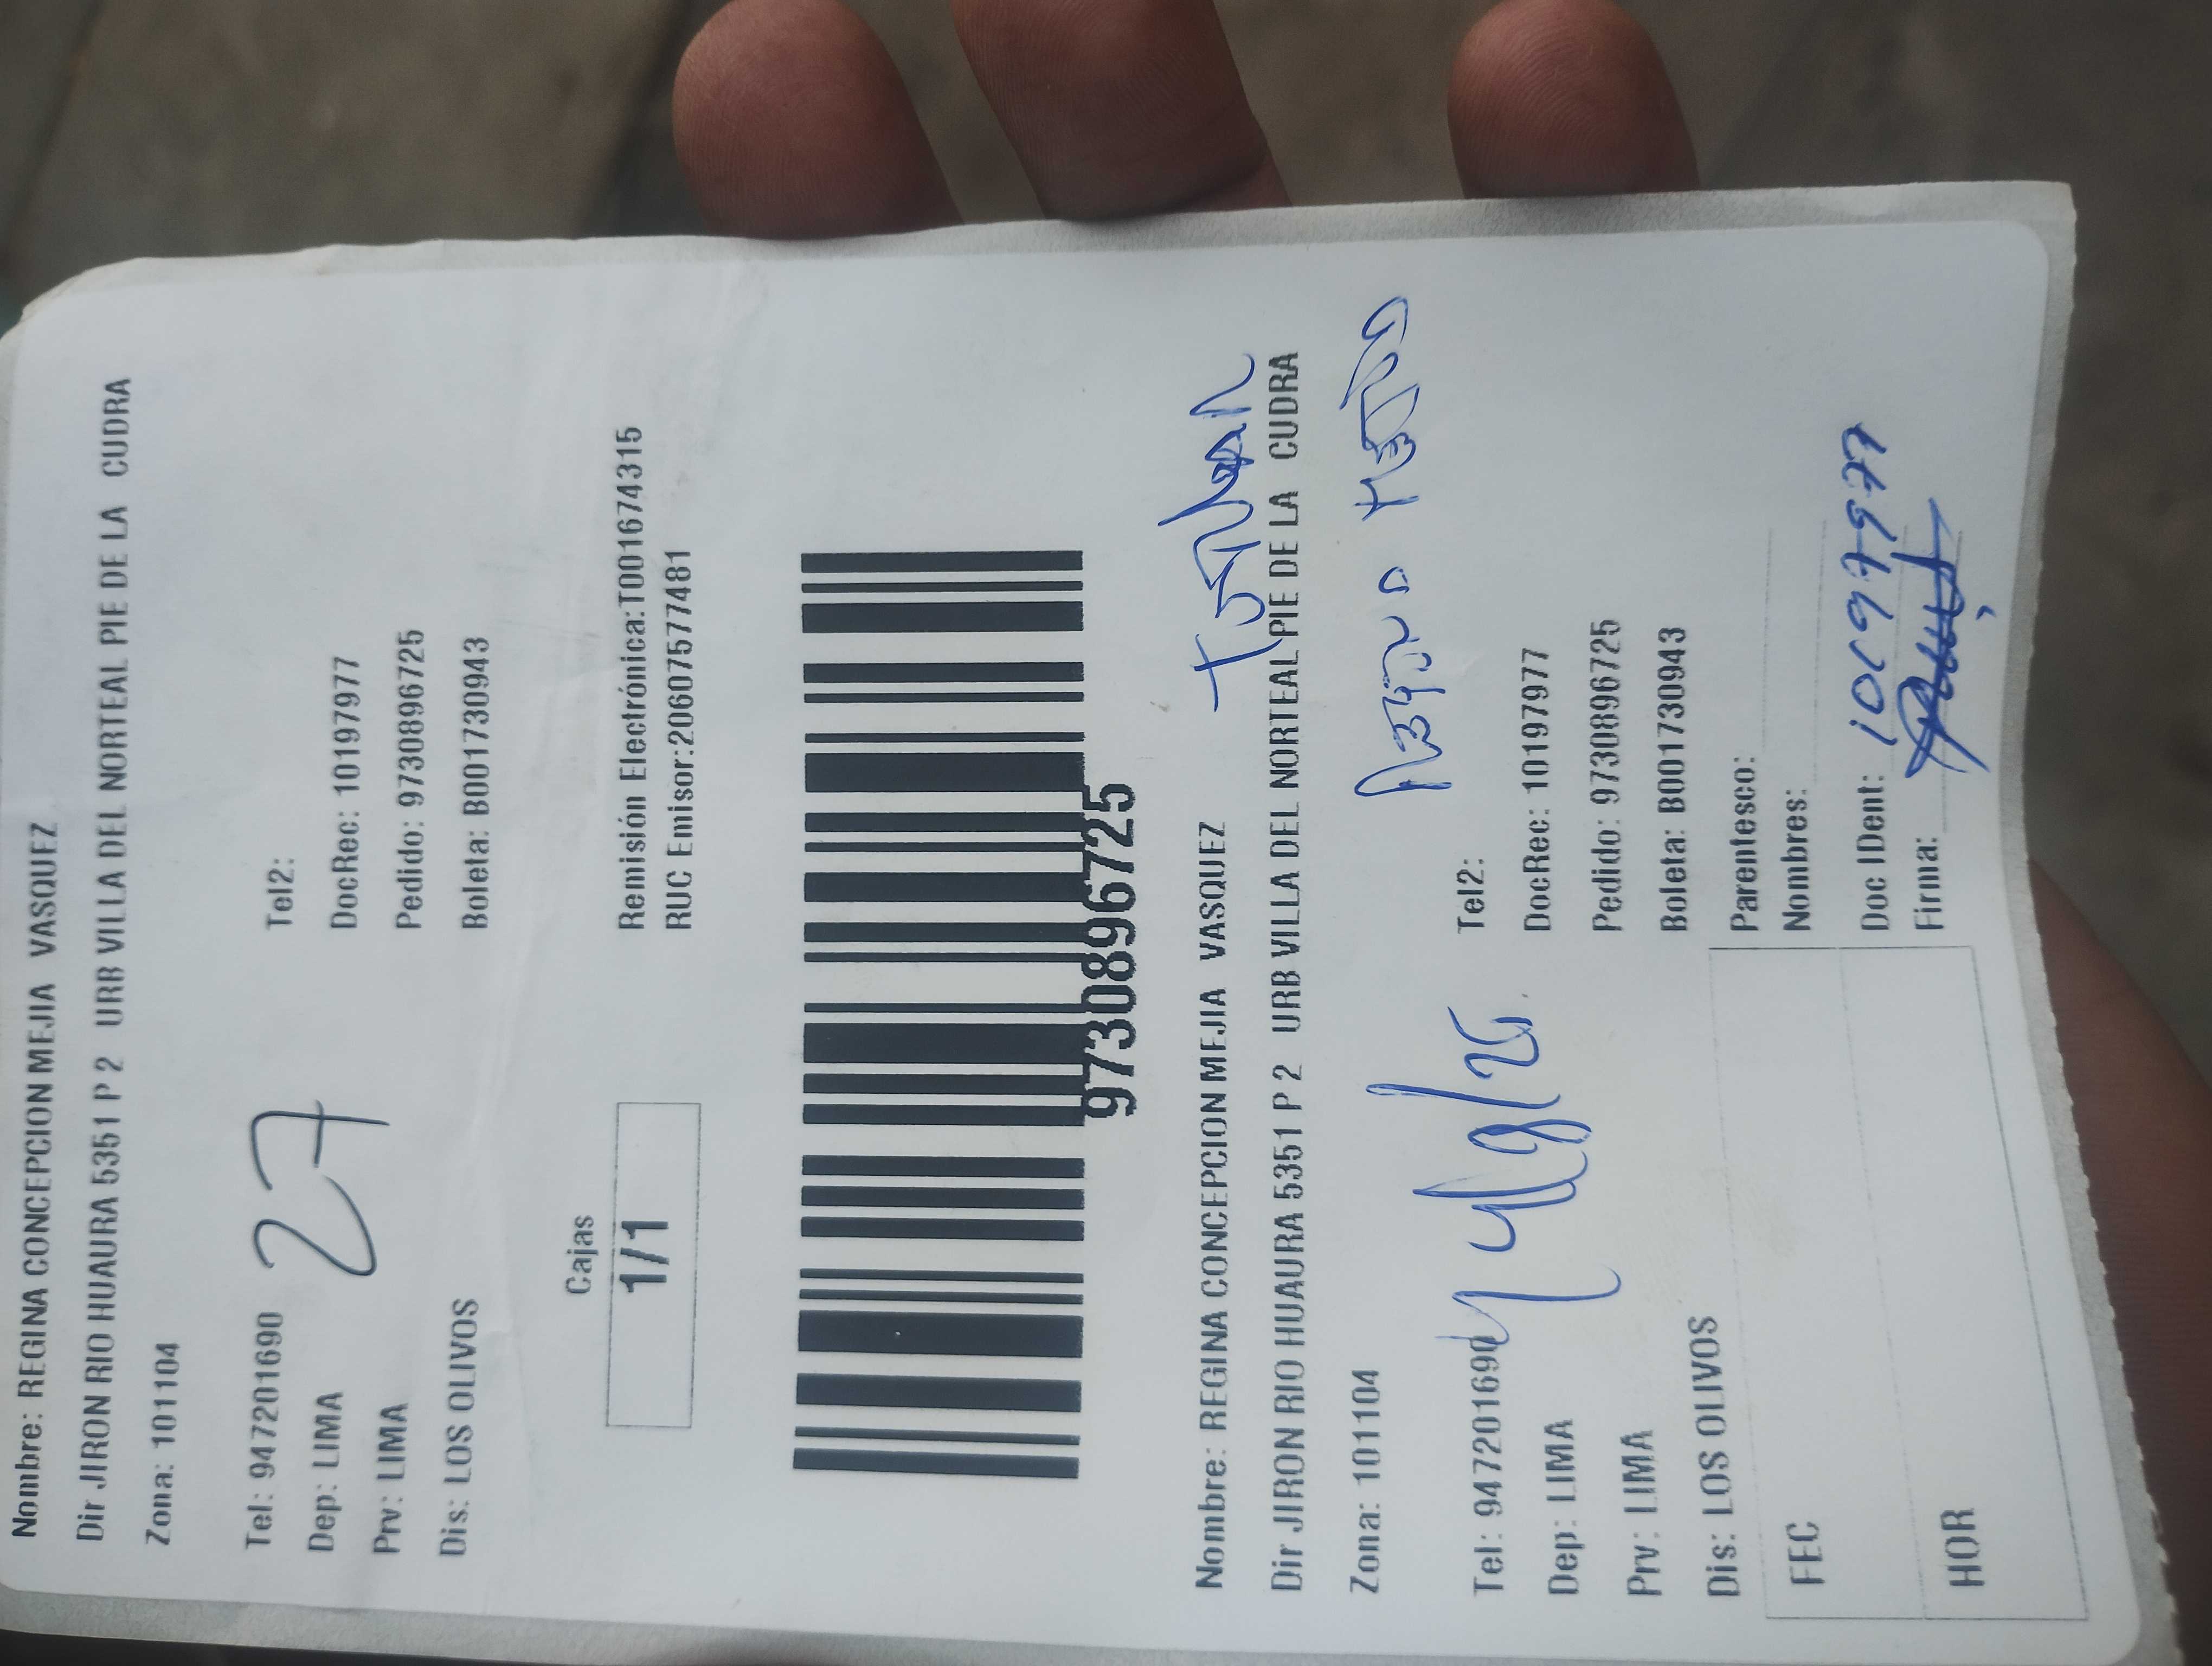 Nombre: REGINA CONCEPCION MEJIA VASQUEZ
Dir JIRON RIO HUAURA 5351 P 2 URB VILLA DEL NORTEAL PIE DE LA CUDRA
Zona: 101104
Tel: 947201690 27 Tel2:
Dep: LIMA DocRec: 10197977
Prv: LIMA Pedido: 9730896725
Dis: LOS OLIVOS Boleta: B001730943
Cajas
1/1
Remisión Electrónica:T001674315
RUC Emisor:20607577481
9730896725
Nombre: REGINA CONCEPCION MEJIA VASQUEZ
Dir JIRON RIO HUAURA 5351 P 2 URB VILLA DEL NORTEAL PIE DE LA CUDRA
Zona: 101104
Tel: 947201690 Tel2:
Dep: LIMA DocRec: 10197977
Prv: LIMA Pedido: 9730896725
Dis: LOS OLIVOS Boleta: B001730943
FEC
HOR
Parentesco:
Nombres:
Doc IDent: 10197977
Firma: